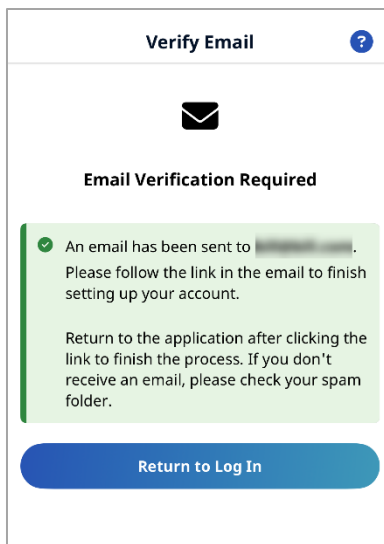 Verify Email
?
Email Verification Required
An email has been sent to .
Please follow the link in the email to finish
setting up your account.
Return to the application after clicking the
link to finish the process. If you don't
receive an email, please check your spam
folder.
Return to Log In